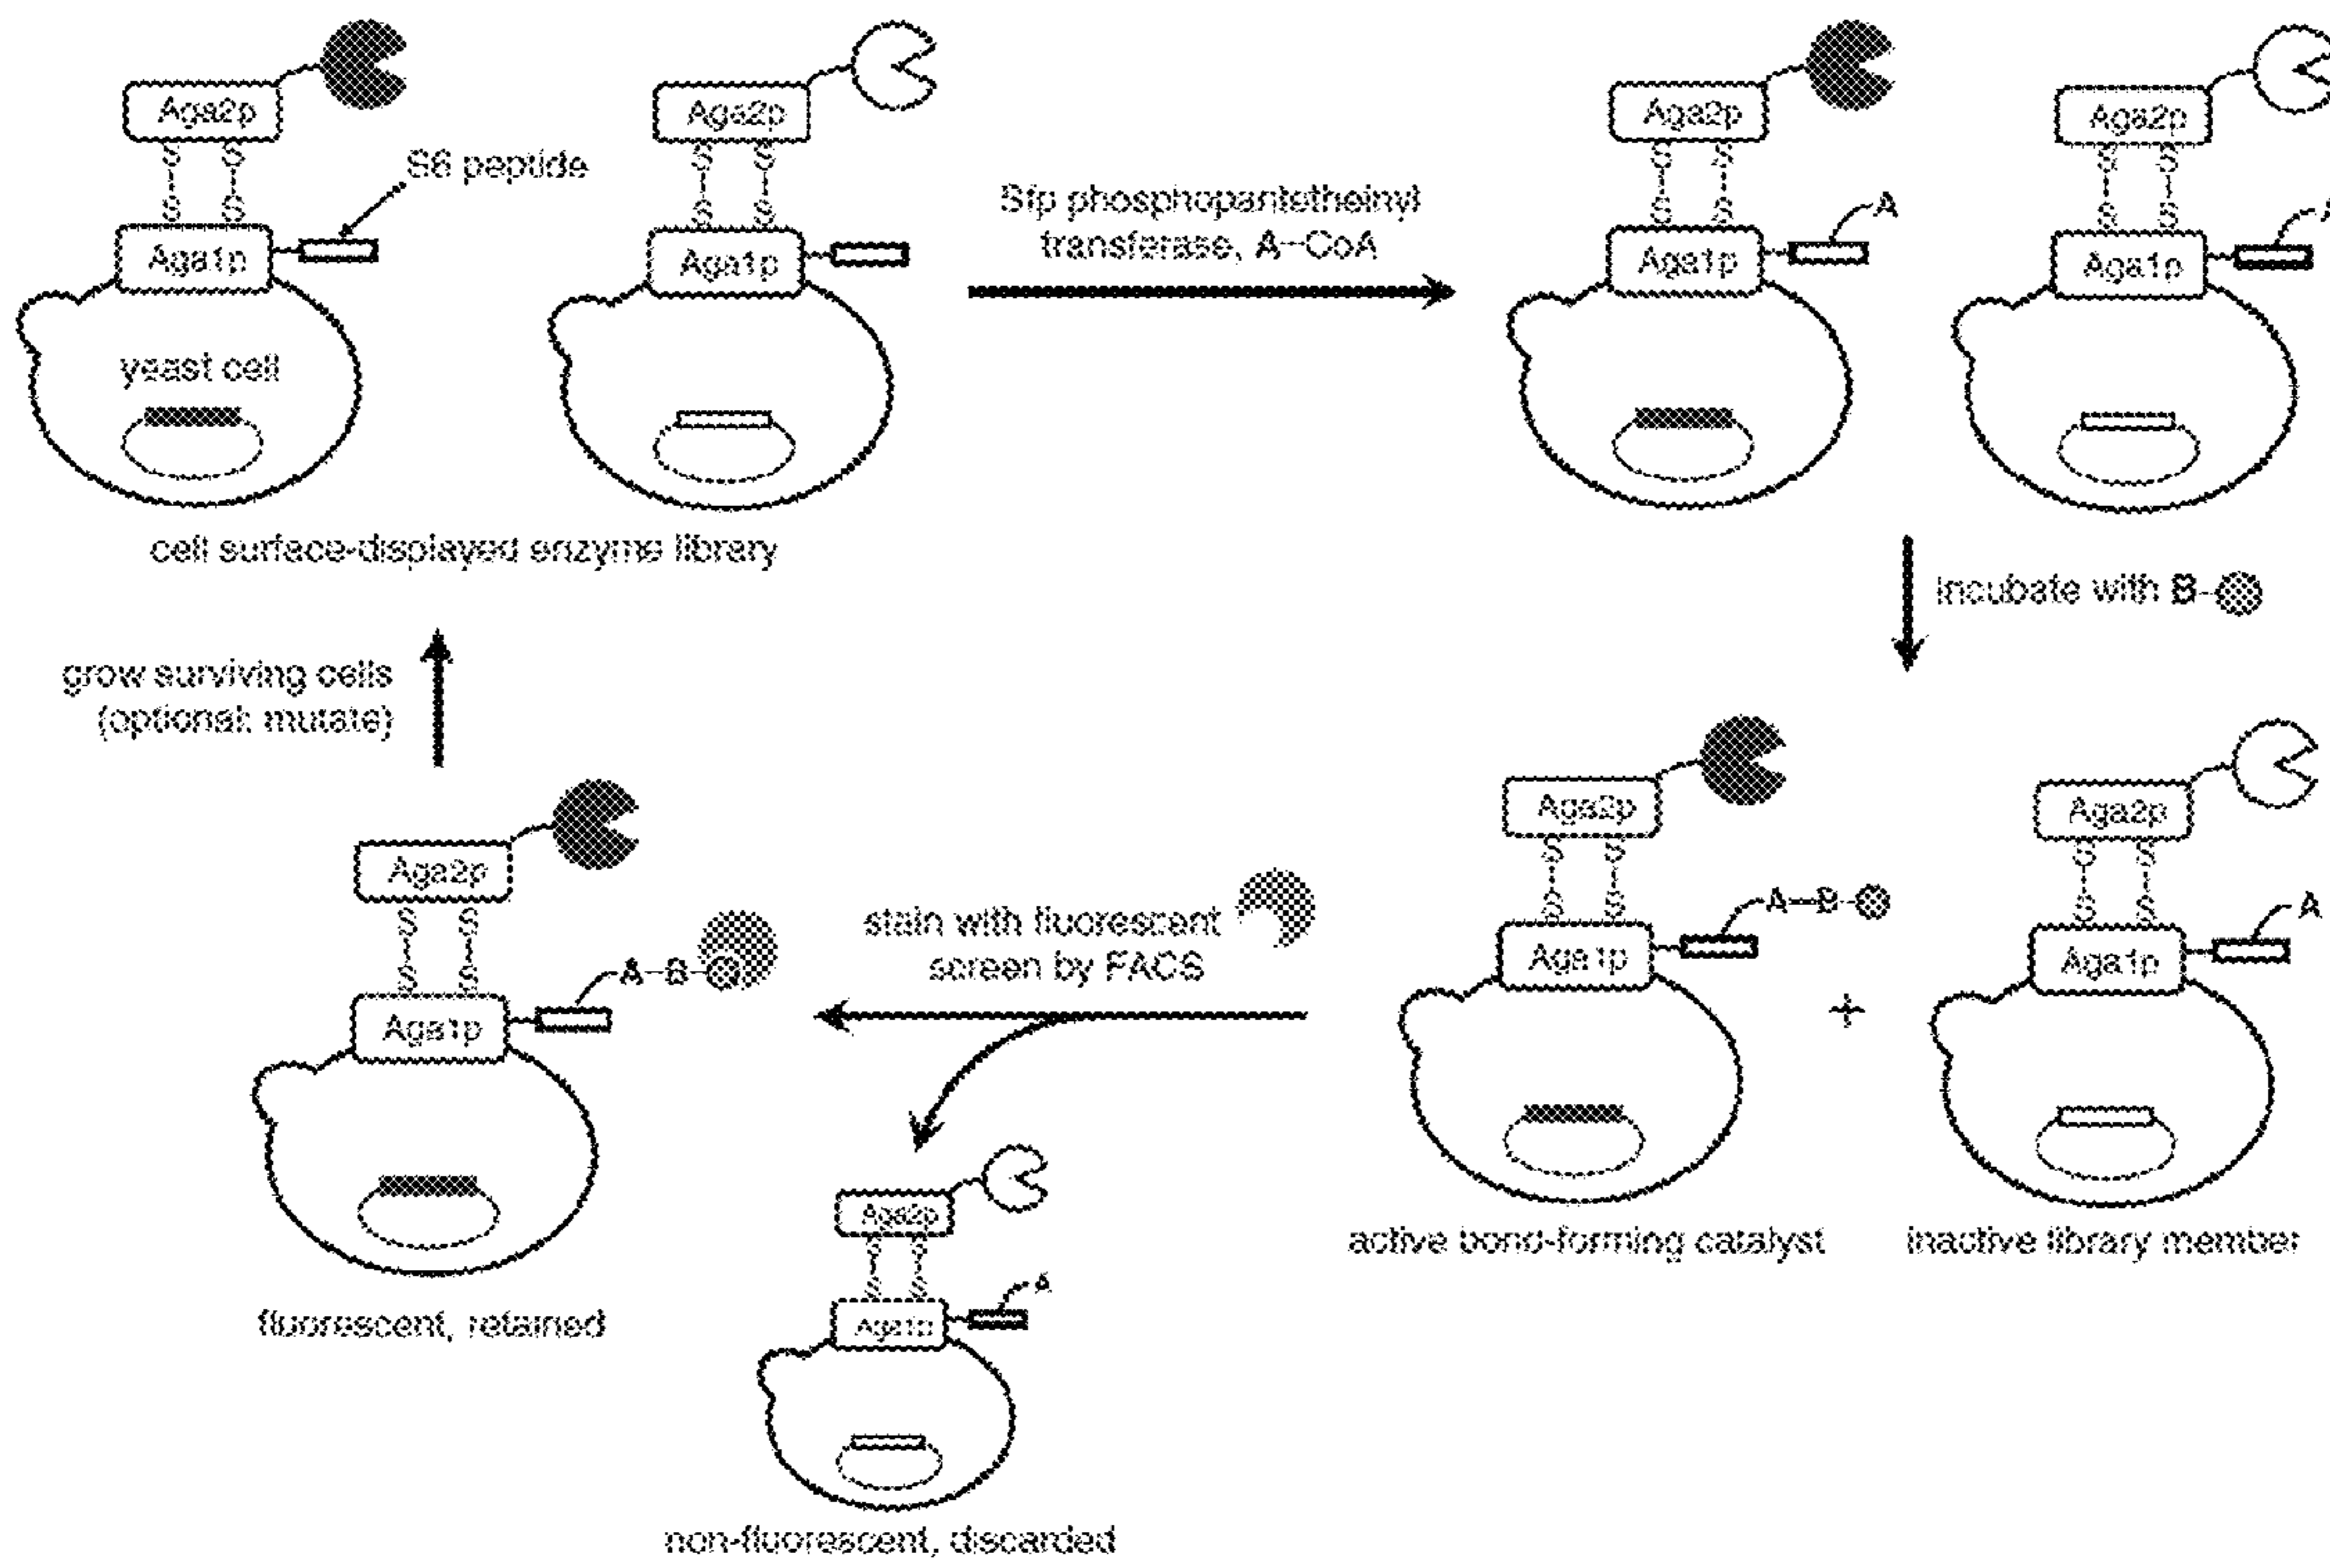 Aga2p
Aga2p
Aga2p
Aga2p
S S
S S
S S
S S
S6 peptide
S S
S S
S S
S S
Sfp phosphopantetheinyl
transferase, A–CoA
A
Aga1p
Aga1p
Aga1p
Aga1p
yeast cell
cell surface-displayed enzyme library
incubate with B-
grow surviving cells
(optional: mutate)
Aga2p
Aga2p
Aga2p
S S
S S
S S
stain with fluorescent
screen by FACS
S S
S S
S S
A–B-
A
A–B-
Aga1p
Aga1p
Aga1p
+
Aga2p
S S
S S
A
Aga1p
active bond-forming catalyst
inactive library member
fluorescent, retained
non-fluorescent, discarded